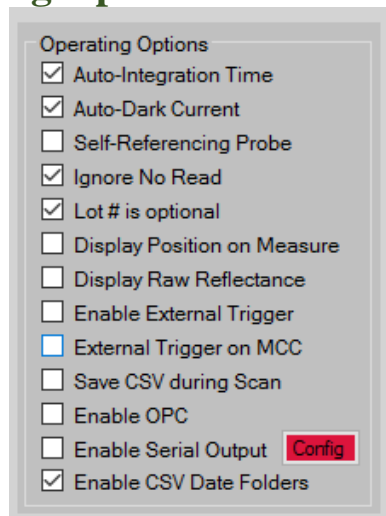 Operating Options
Auto-Integration Time
Auto-Dark Current
Self-Referencing Probe
Ignore No Read
Lot # is optional
Display Position on Measure
Display Raw Reflectance
Enable External Trigger
External Trigger on MCC
Save CSV during Scan
Enable OPC
Enable Serial Output Config
Enable CSV Date Folders